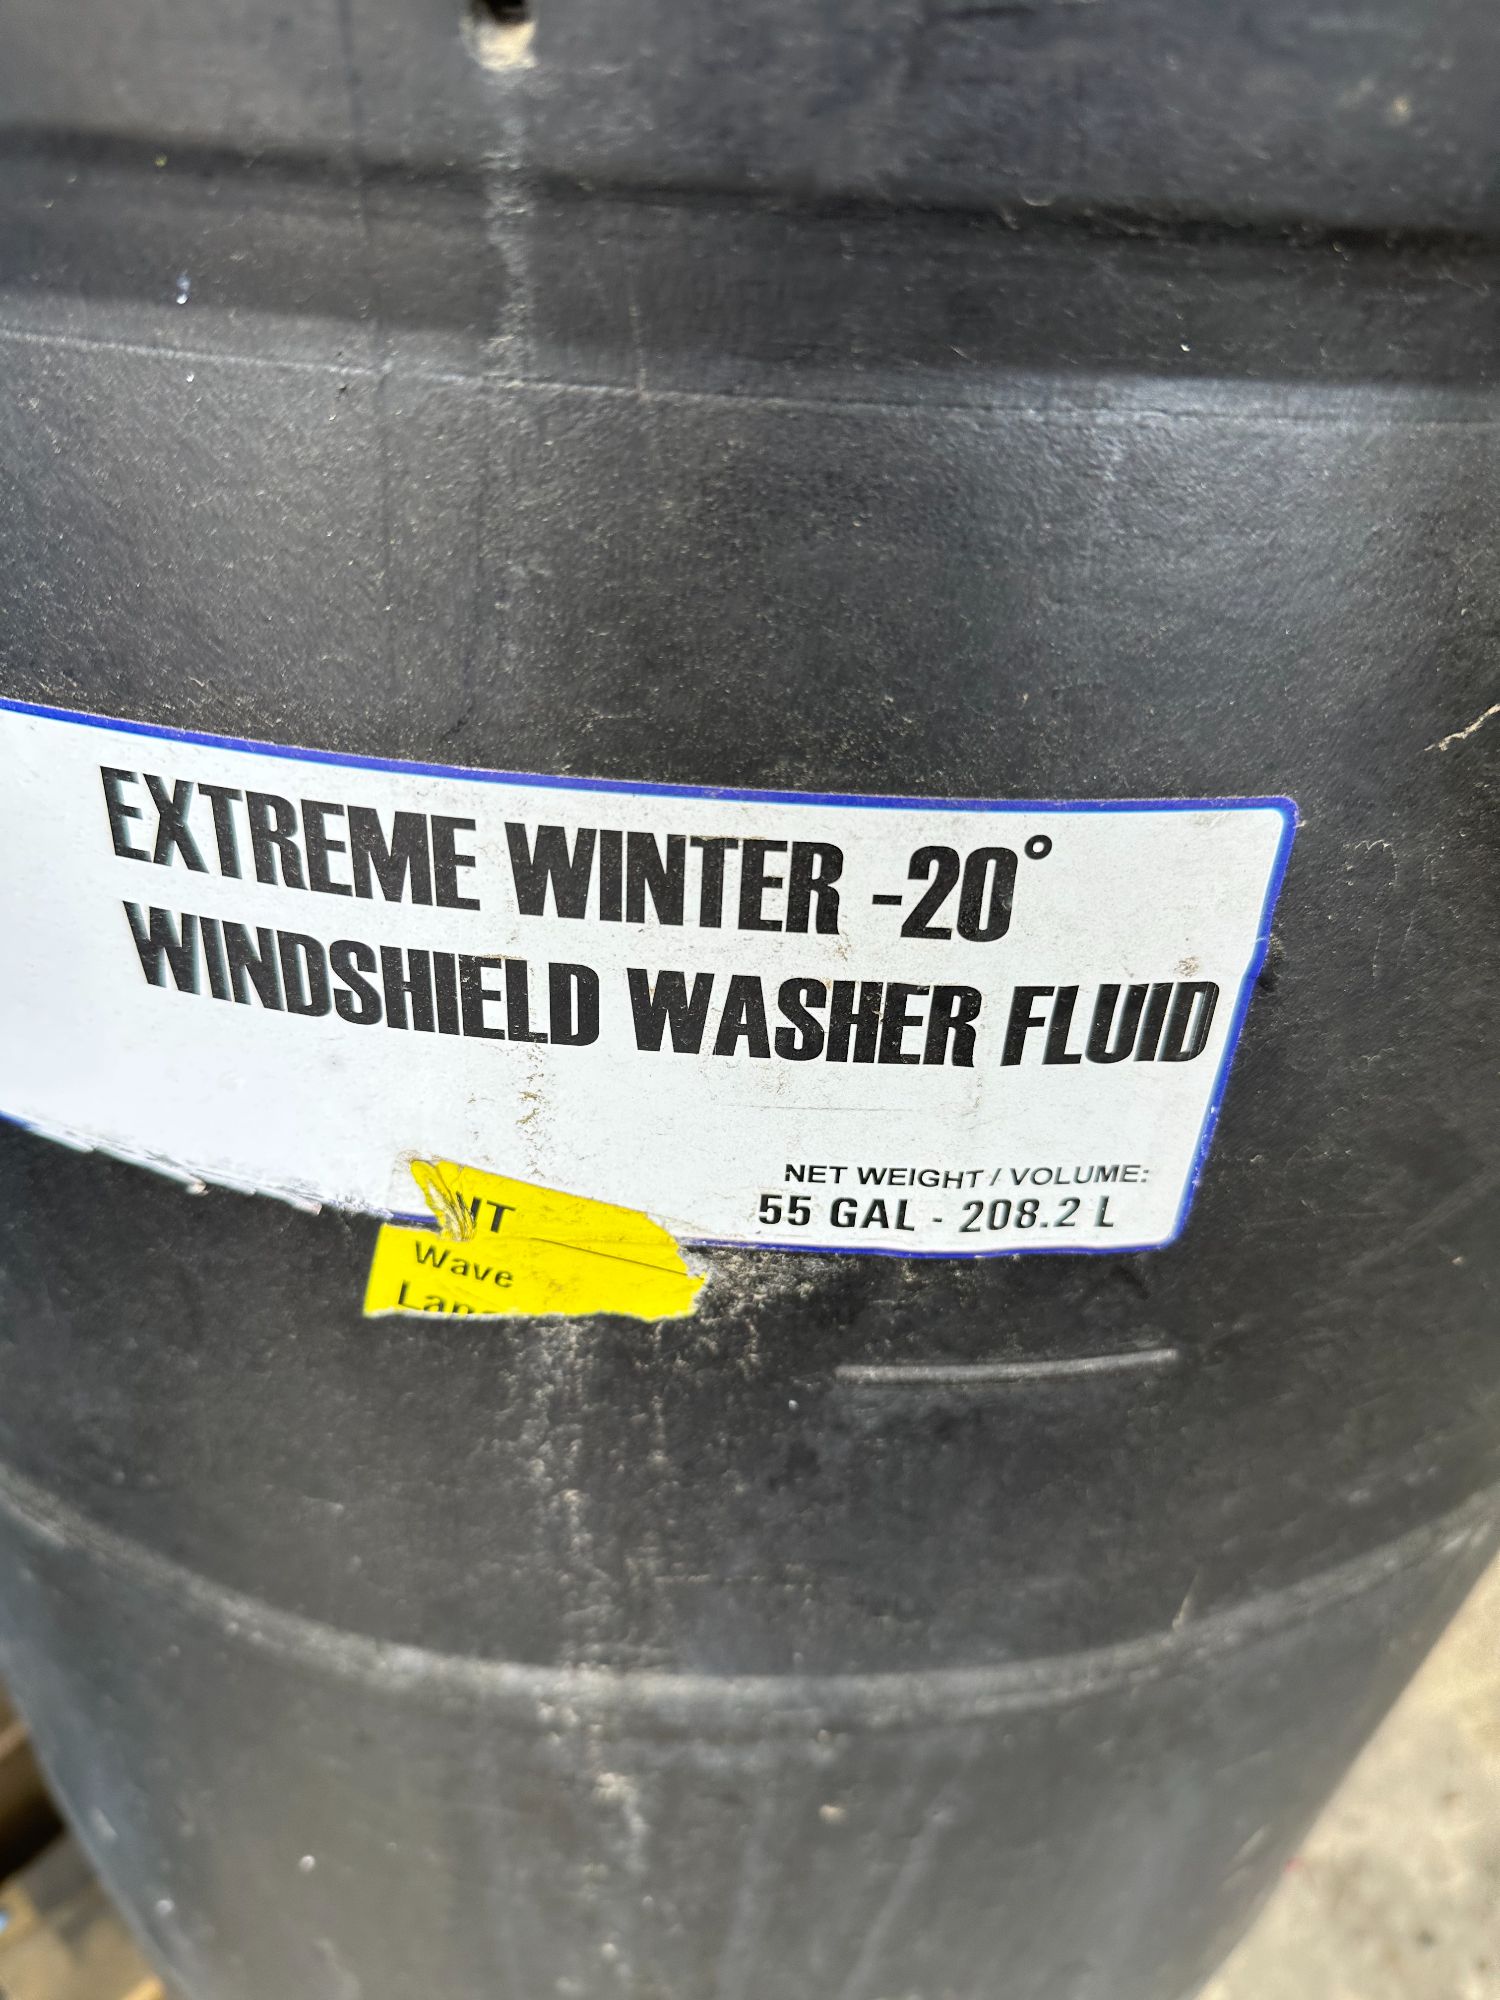 EXTREME WINTER -20°
WINDSHIELD WASHER FLUID
NET WEIGHT / VOLUME:
55 GAL - 208.2 L
Wave